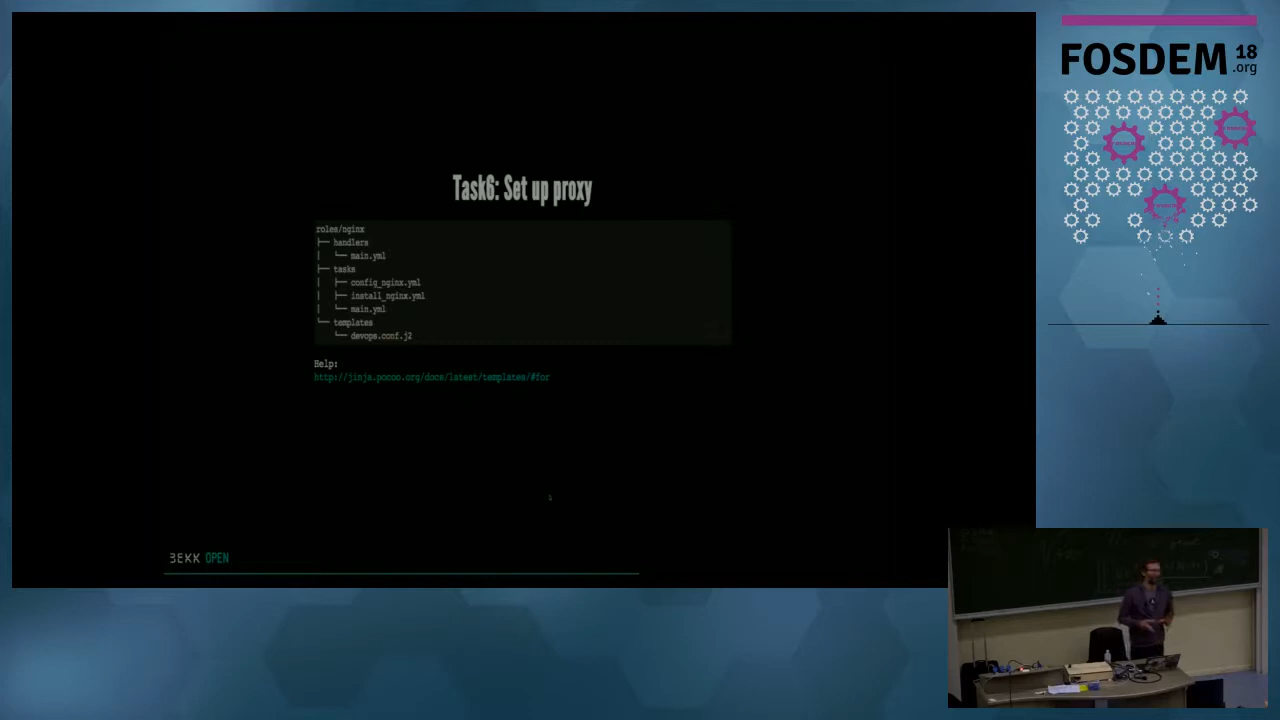 Task6: Set up proxy
roles/nginx
├── handlers
│   └── main.yml
├── tasks
│   ├── config_nginx.yml
│   ├── install_nginx.yml
│   └── main.yml
└── templates
    └── devops.conf.j2
Help:
http://jinja.pocoo.org/docs/latest/templates/#for
BEKK OPEN
FOSDEM 18
.org